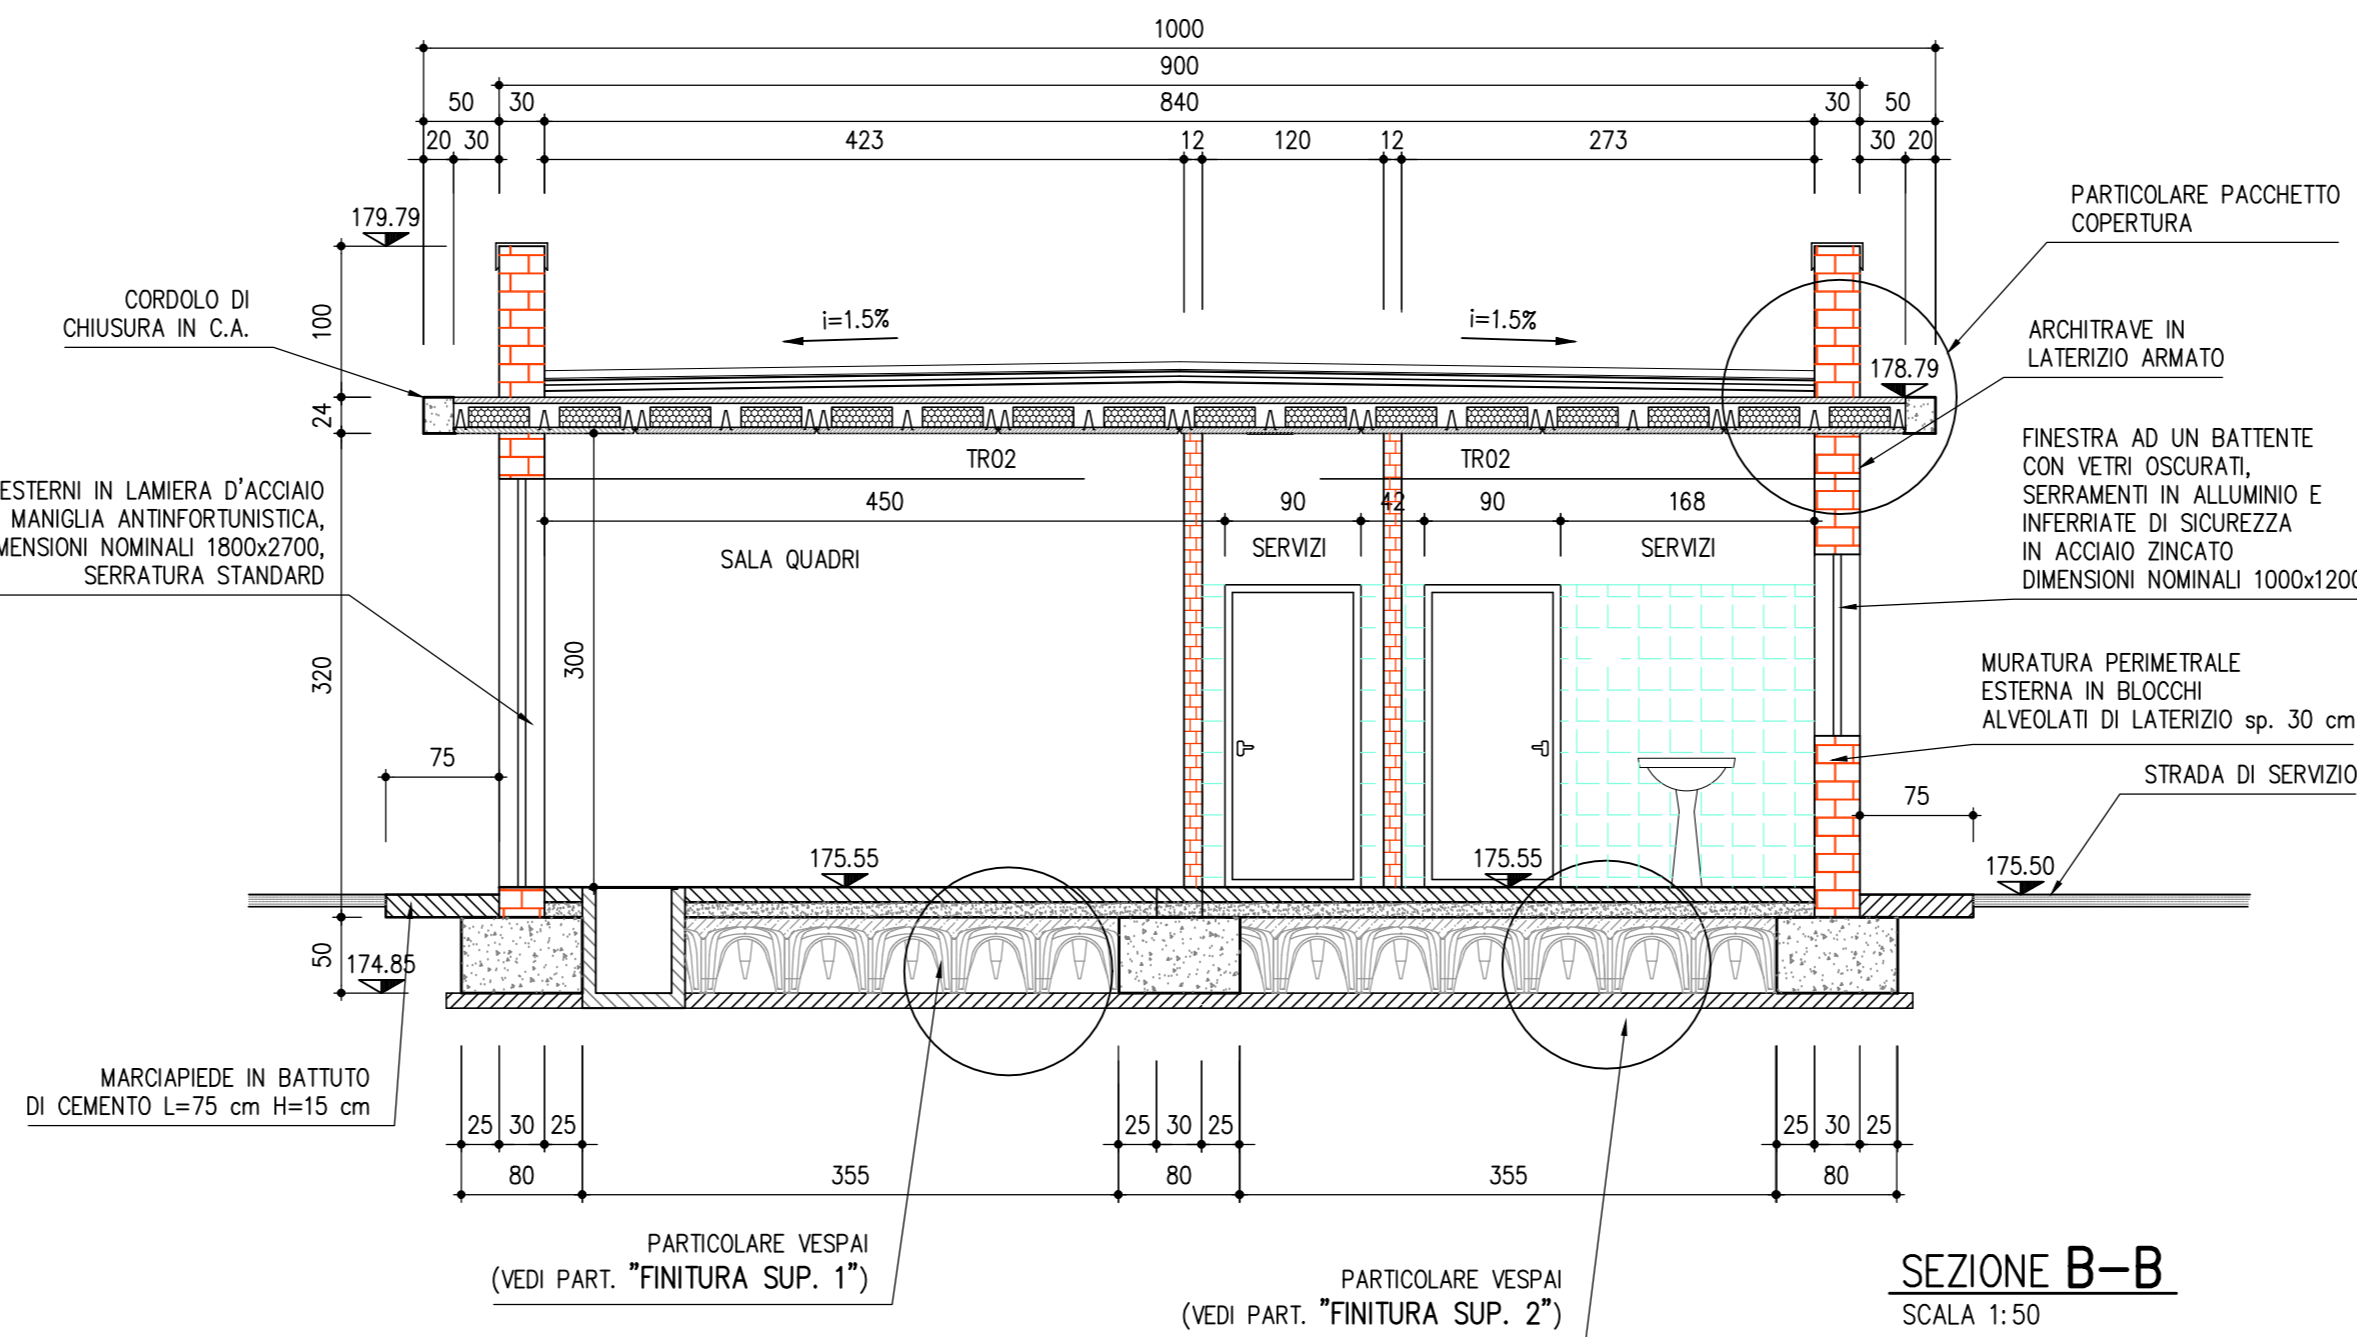 1000
900
50 30 840 30 50
20 30 423 12 120 12 273 30 20
179.79
PARTICOLARE PACCHETTO
COPERTURA
CORDOLO DI
CHIUSURA IN C.A.
100
i=1.5%
i=1.5%
ARCHITRAVE IN
LATERIZIO ARMATO
178.79
24
TR02
TR02
FINESTRA AD UN BATTENTE
CON VETRI OSCURATI,
SERRAMENTI IN ALLUMINIO E
INFERRIATE DI SICUREZZA
IN ACCIAIO ZINCATO
DIMENSIONI NOMINALI 1000x1200
ESTERNI IN LAMIERA D'ACCIAIO
MANIGLIA ANTINFORTUNISTICA,
MENSIONI NOMINALI 1800x2700,
SERRATURA STANDARD
450 90 42 90 168
SALA QUADRI
SERVIZI
SERVIZI
320
300
MURATURA PERIMETRALE
ESTERNA IN BLOCCHI
ALVEOLATI DI LATERIZIO sp. 30 cm
STRADA DI SERVIZIO
75
75
175.55
175.55
175.50
50
174.85
MARCIAPIEDE IN BATTUTO
DI CEMENTO L=75 cm H=15 cm
25 30 25 25 30 25 25 30 25
80 355 80 355 80
PARTICOLARE VESPAI
(VEDI PART. "FINITURA SUP. 1")
PARTICOLARE VESPAI
(VEDI PART. "FINITURA SUP. 2")
SEZIONE B-B
SCALA 1:50